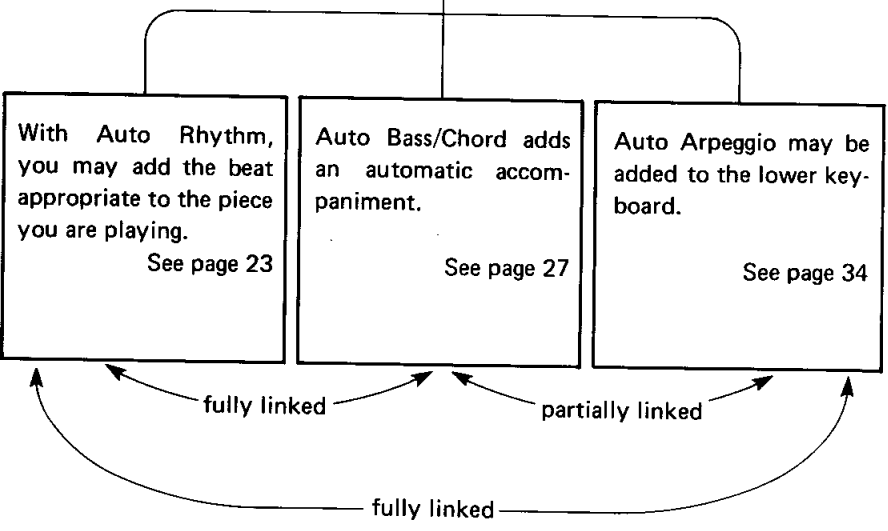 With Auto Rhythm,
you may add the beat
appropriate to the piece
you are playing.
See page 23
Auto Bass/Chord adds
an automatic accom-
paniment.
See page 27
Auto Arpeggio may be
added to the lower key-
board.
See page 34
fully linked
partially linked
fully linked